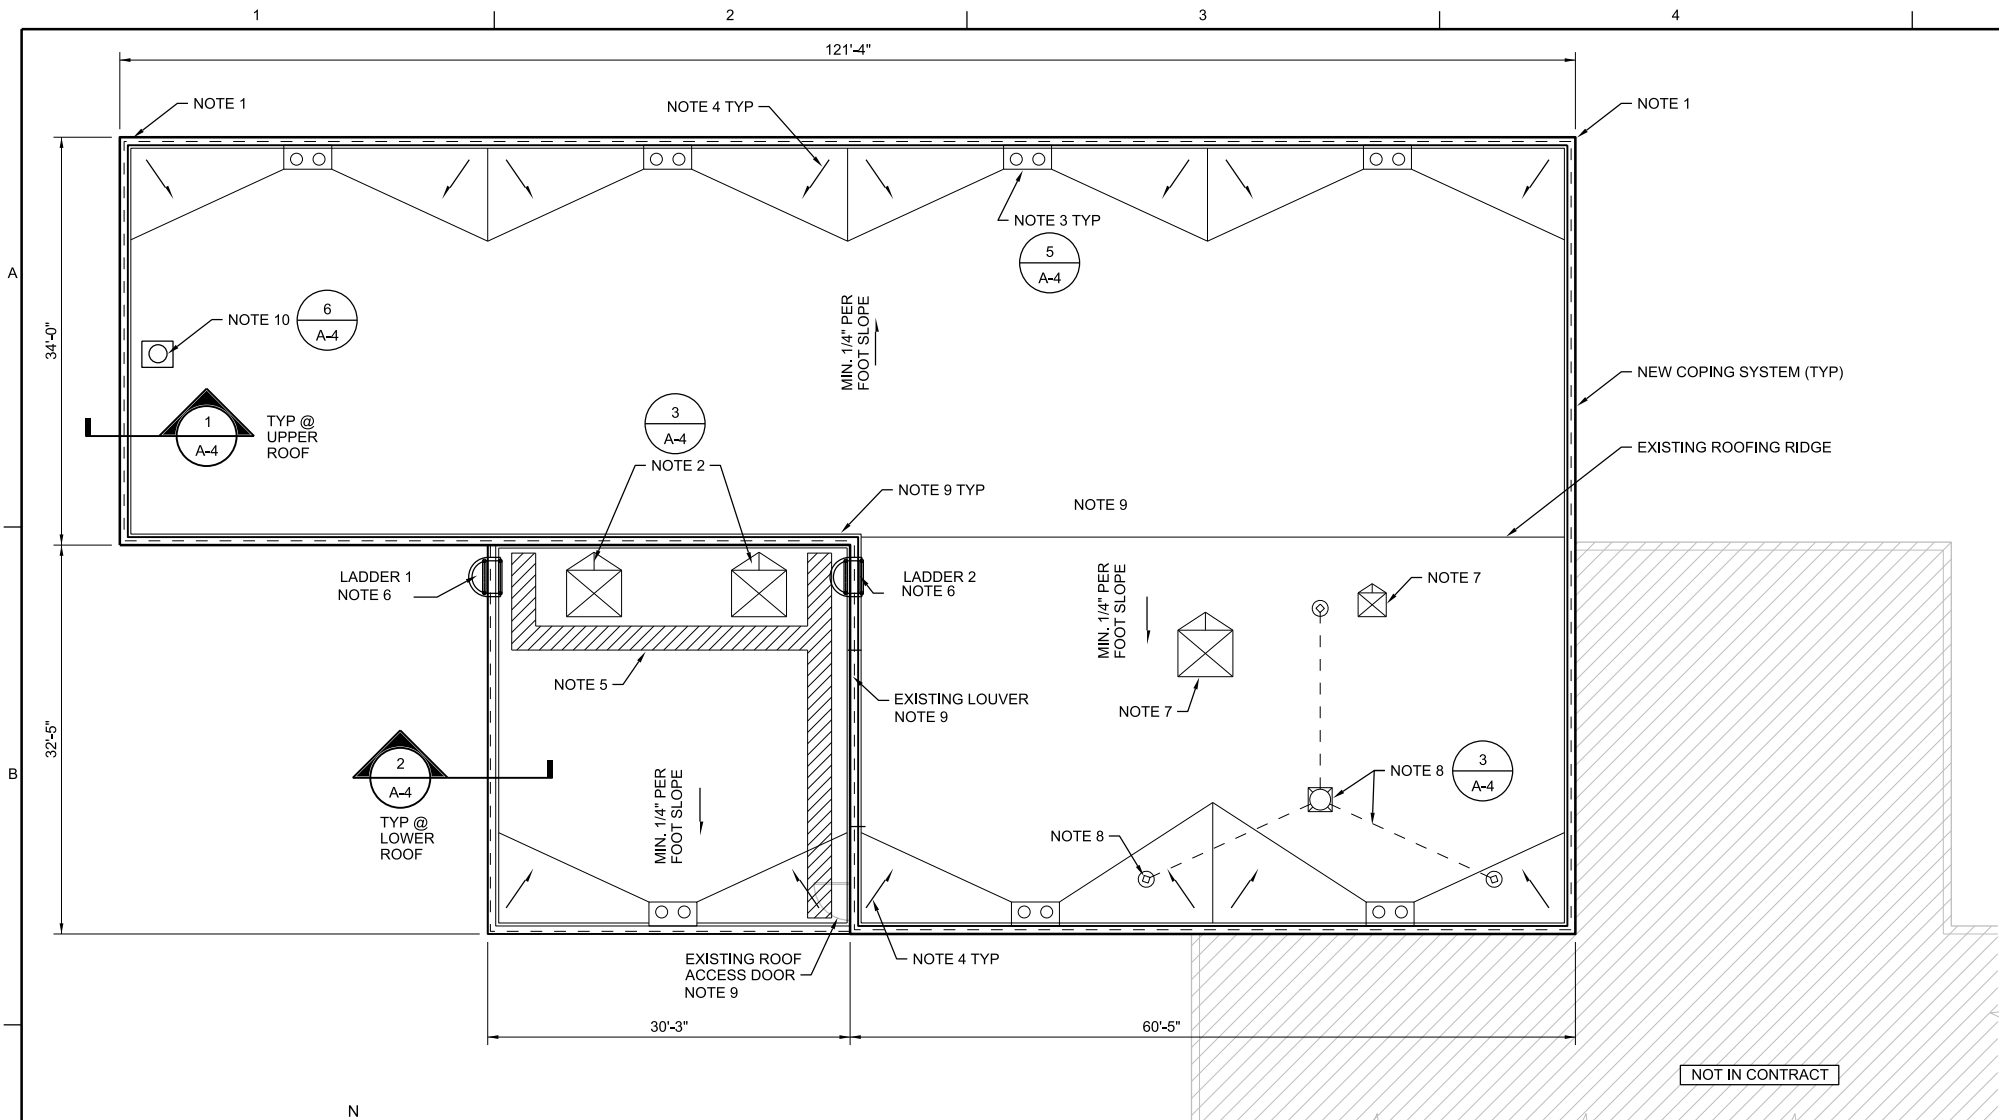 1
2
3
4
121'-4"
NOTE 1
NOTE 4 TYP
NOTE 1
NOTE 3 TYP
5
A-4
A
6
A-4
NOTE 10
34'-0"
MIN. 1/4" PER
FOOT SLOPE
NEW COPING SYSTEM (TYP)
3
A-4
1
A-4
TYP @
UPPER
ROOF
EXISTING ROOFING RIDGE
NOTE 2
NOTE 9 TYP
NOTE 9
LADDER 1
NOTE 6
LADDER 2
NOTE 6
MIN. 1/4" PER
FOOT SLOPE
NOTE 7
NOTE 5
EXISTING LOUVER
NOTE 9
NOTE 7
32'-5"
B
2
A-4
TYP @
LOWER
ROOF
MIN. 1/4" PER
FOOT SLOPE
NOTE 8
3
A-4
NOTE 8
EXISTING ROOF
ACCESS DOOR
NOTE 9
NOTE 4 TYP
30'-3"
60'-5"
NOT IN CONTRACT
N